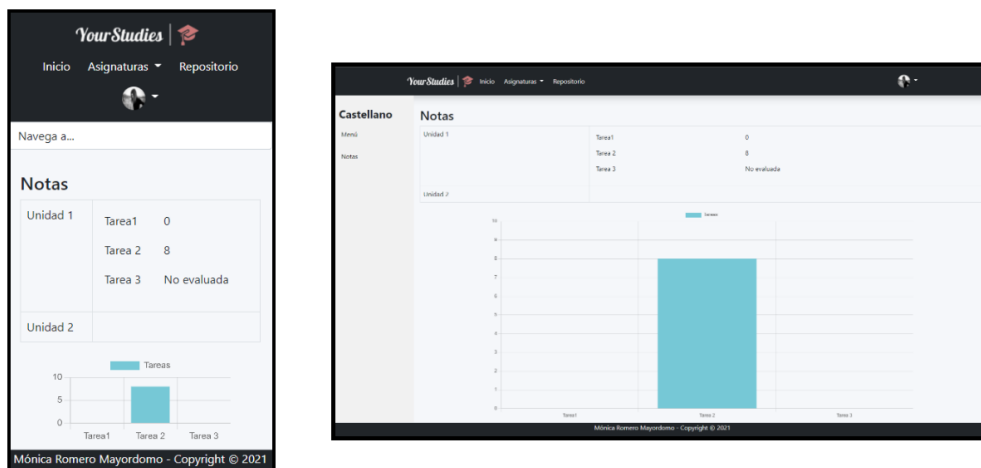 YourStudies
Inicio Asignaturas Repositorio
Navega a...
Notas
Unidad 1
Tarea1 0
Tarea 2 8
Tarea 3 No evaluada
Unidad 2
Tareas
10
5
0
Tarea1 Tarea 2 Tarea 3
Mónica Romero Mayordomo - Copyright © 2021
YourStudies Inicio Asignaturas Repositorio
Castellano
Menú
Notas
Notas
Unidad 1
Tarea1 0
Tarea 2 8
Tarea 3 No evaluada
Unidad 2
Tareas
10
9
8
7
6
5
4
3
2
1
0
Tarea1 Tarea 2 Tarea 3
Mónica Romero Mayordomo - Copyright © 2021